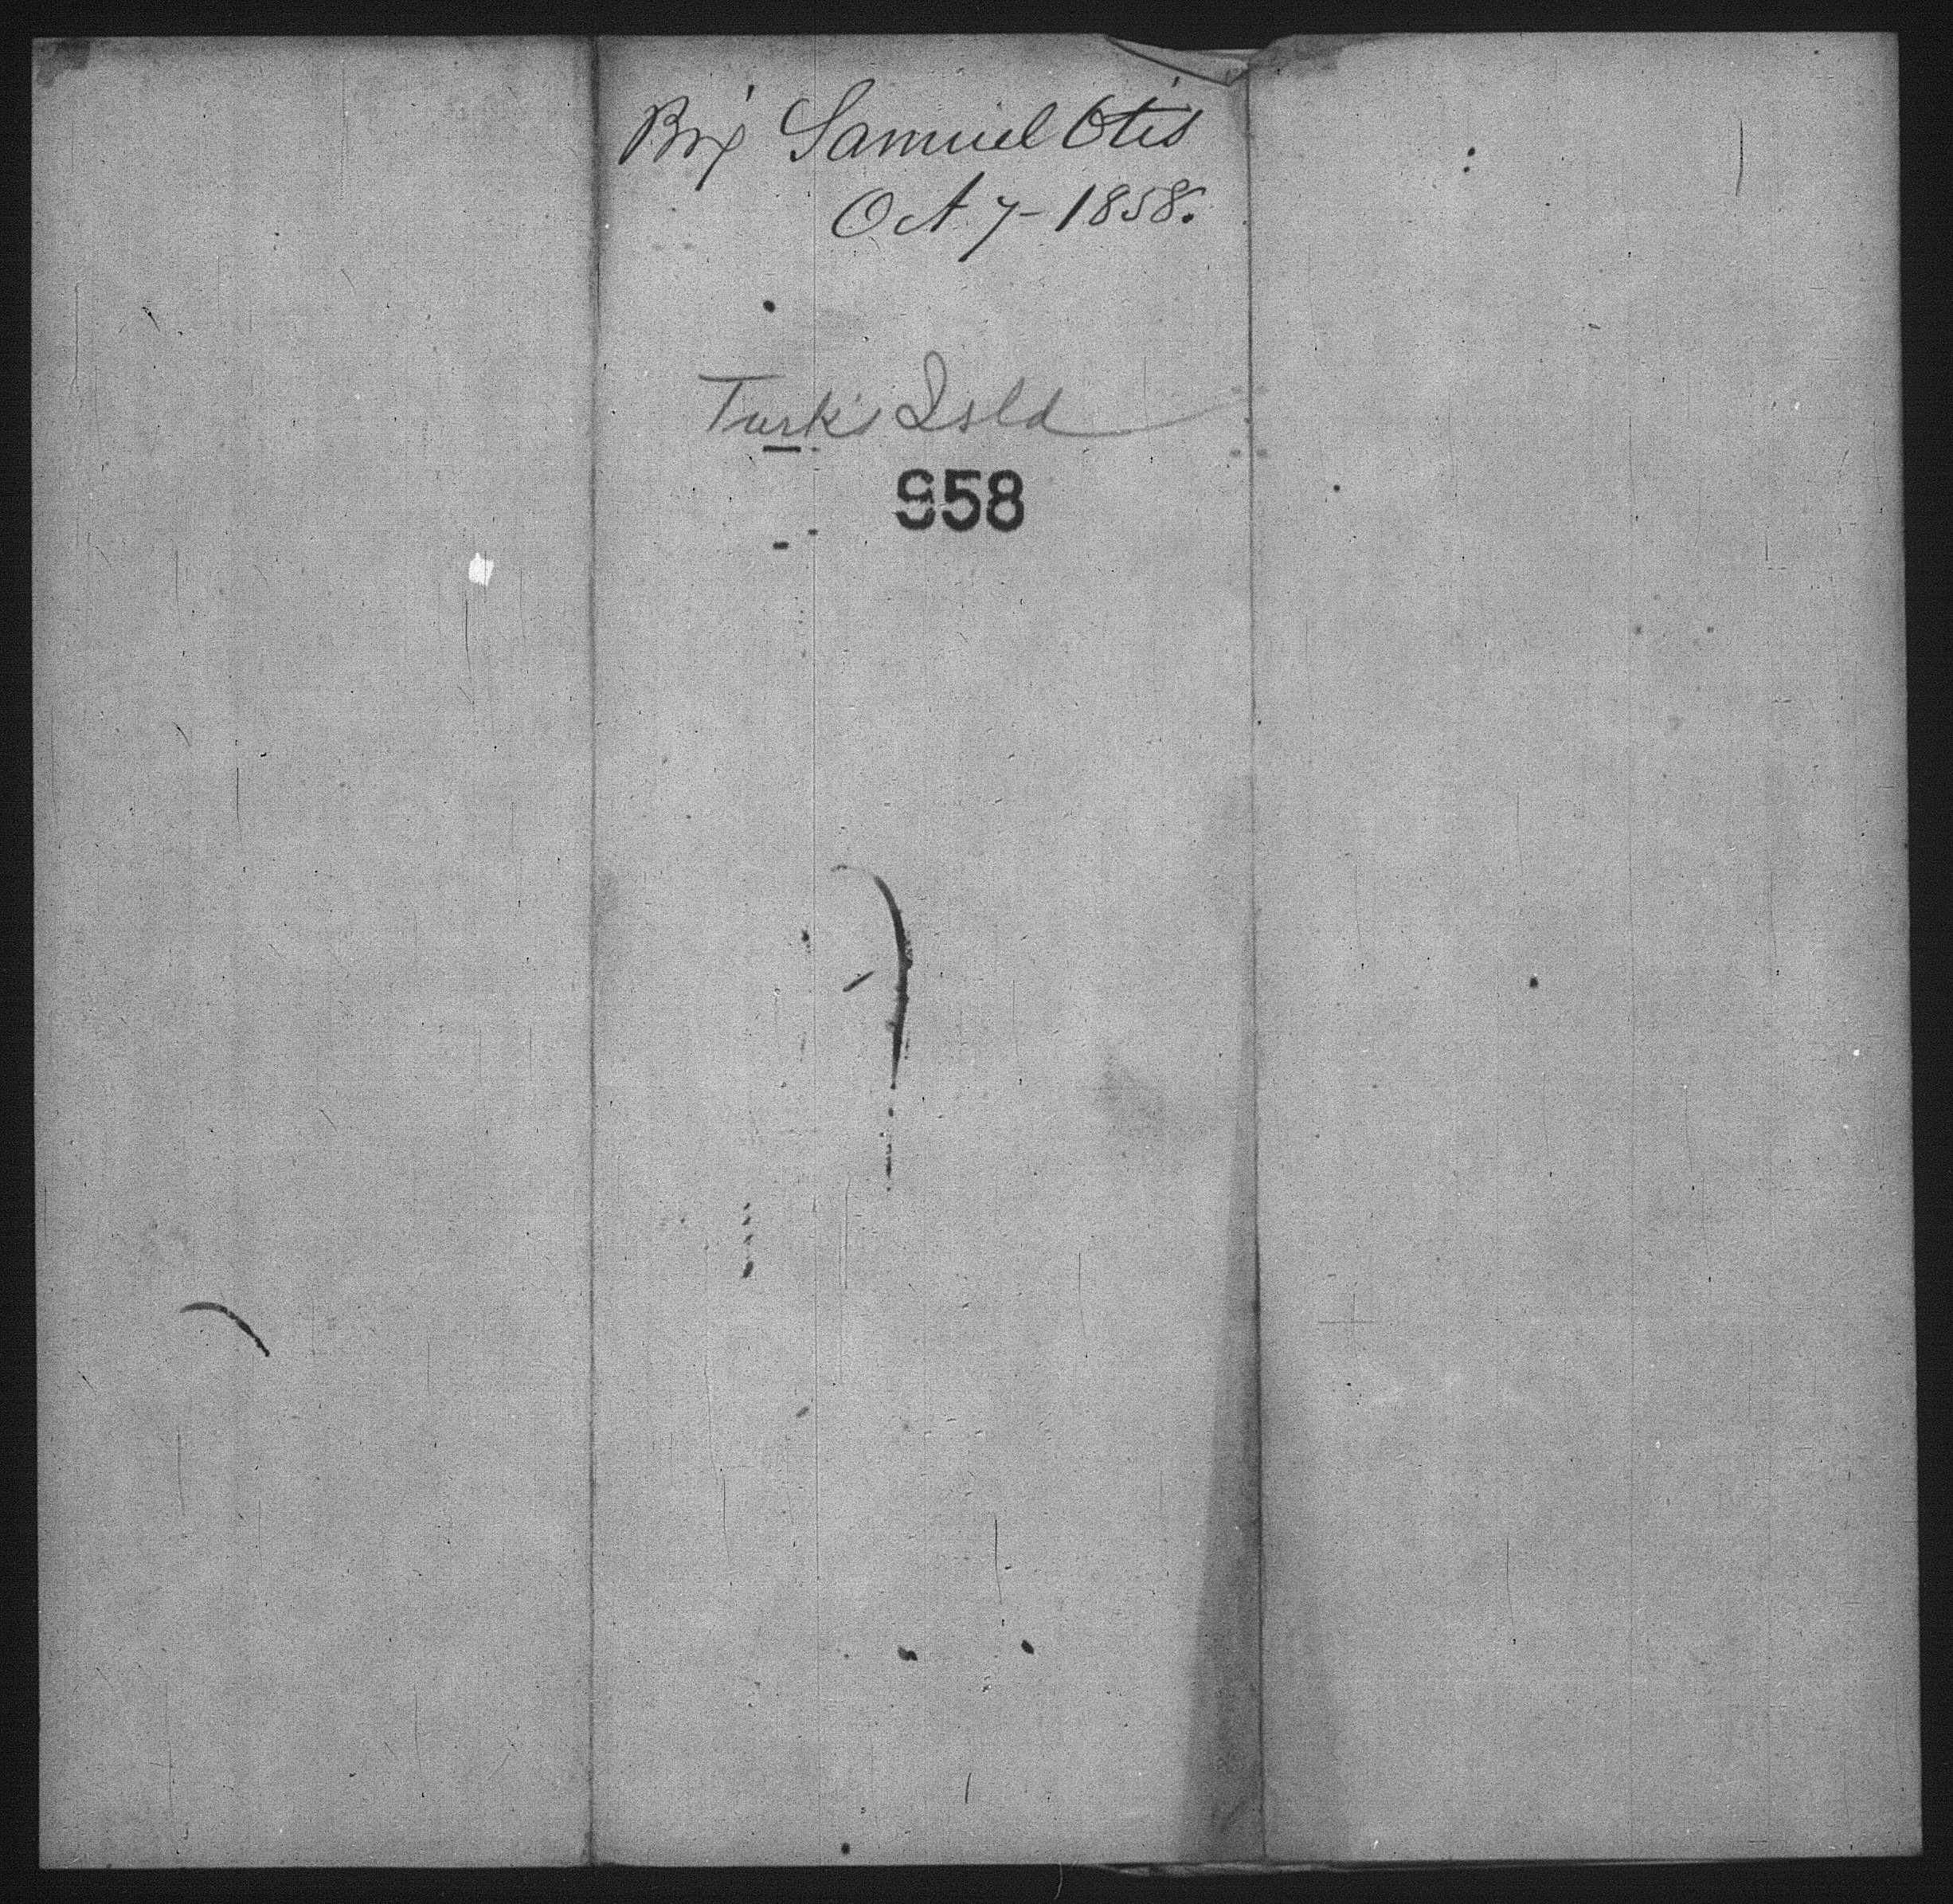 Brig Samuel Otis
Oct 7 - 1858.
Turk's Isld
958